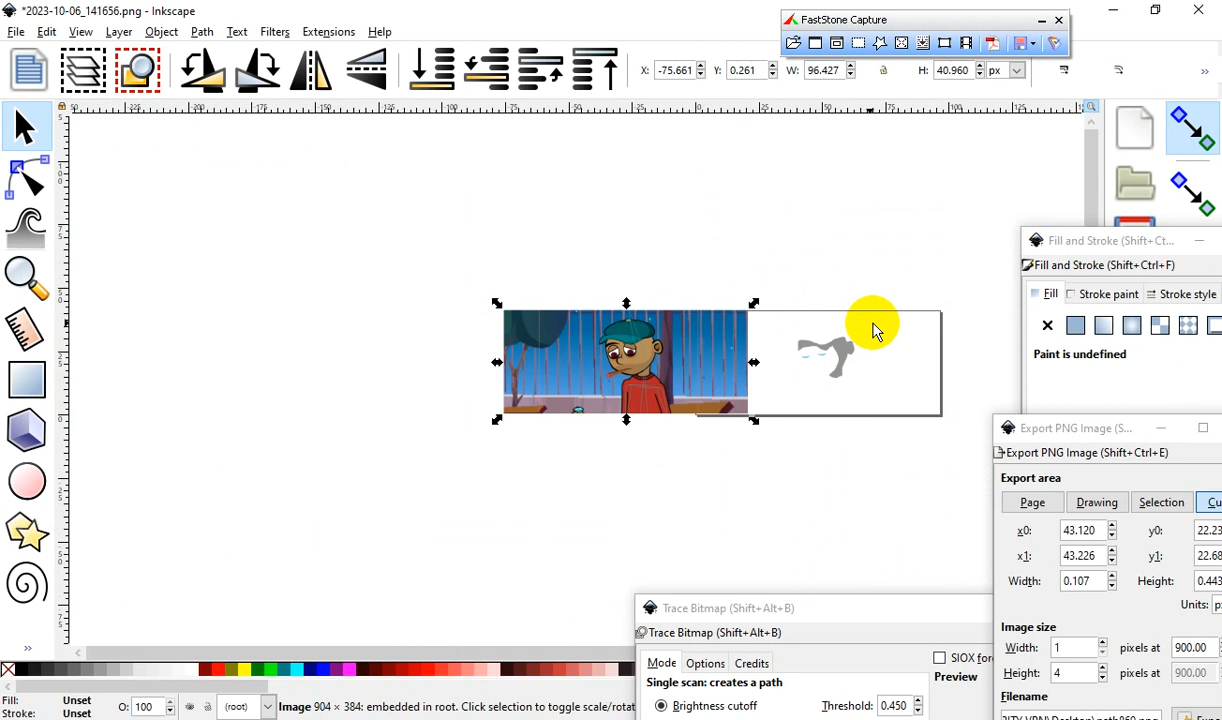 *2023-10-06_141656.png - Inkscape
FastStone Capture
File Edit View Layer Object Path Text Filters Extensions Help
X: -75.661 Y: 0.261 W: 96.427 H: 40.960 px
Fill and Stroke (Shift+Ct...
Fill and Stroke (Shift+Ctrl+F)
Fill Stroke paint Stroke style
Paint is undefined
Export PNG Image (S...
Export PNG Image (Shift+Ctrl+E)
Export area
Page Drawing Selection Cu
x0: 43.120 y0: 22.23
x1: 43.226 y1: 22.68
Width: 0.107 Height: 0.443
Units: p
Image size
Width: 1 pixels at 900.00
Height: 4 pixels at 900.00
Filename
Trace Bitmap (Shift+Alt+B)
Trace Bitmap (Shift+Alt+B)
Mode Options Credits
SIOX fore
Preview
Single scan: creates a path
Brightness cutoff Threshold: 0.450
Fill: Unset
Stroke: Unset
O: 100 (root) Image 904 × 384: embedded in root. Click selection to toggle scale/rotat